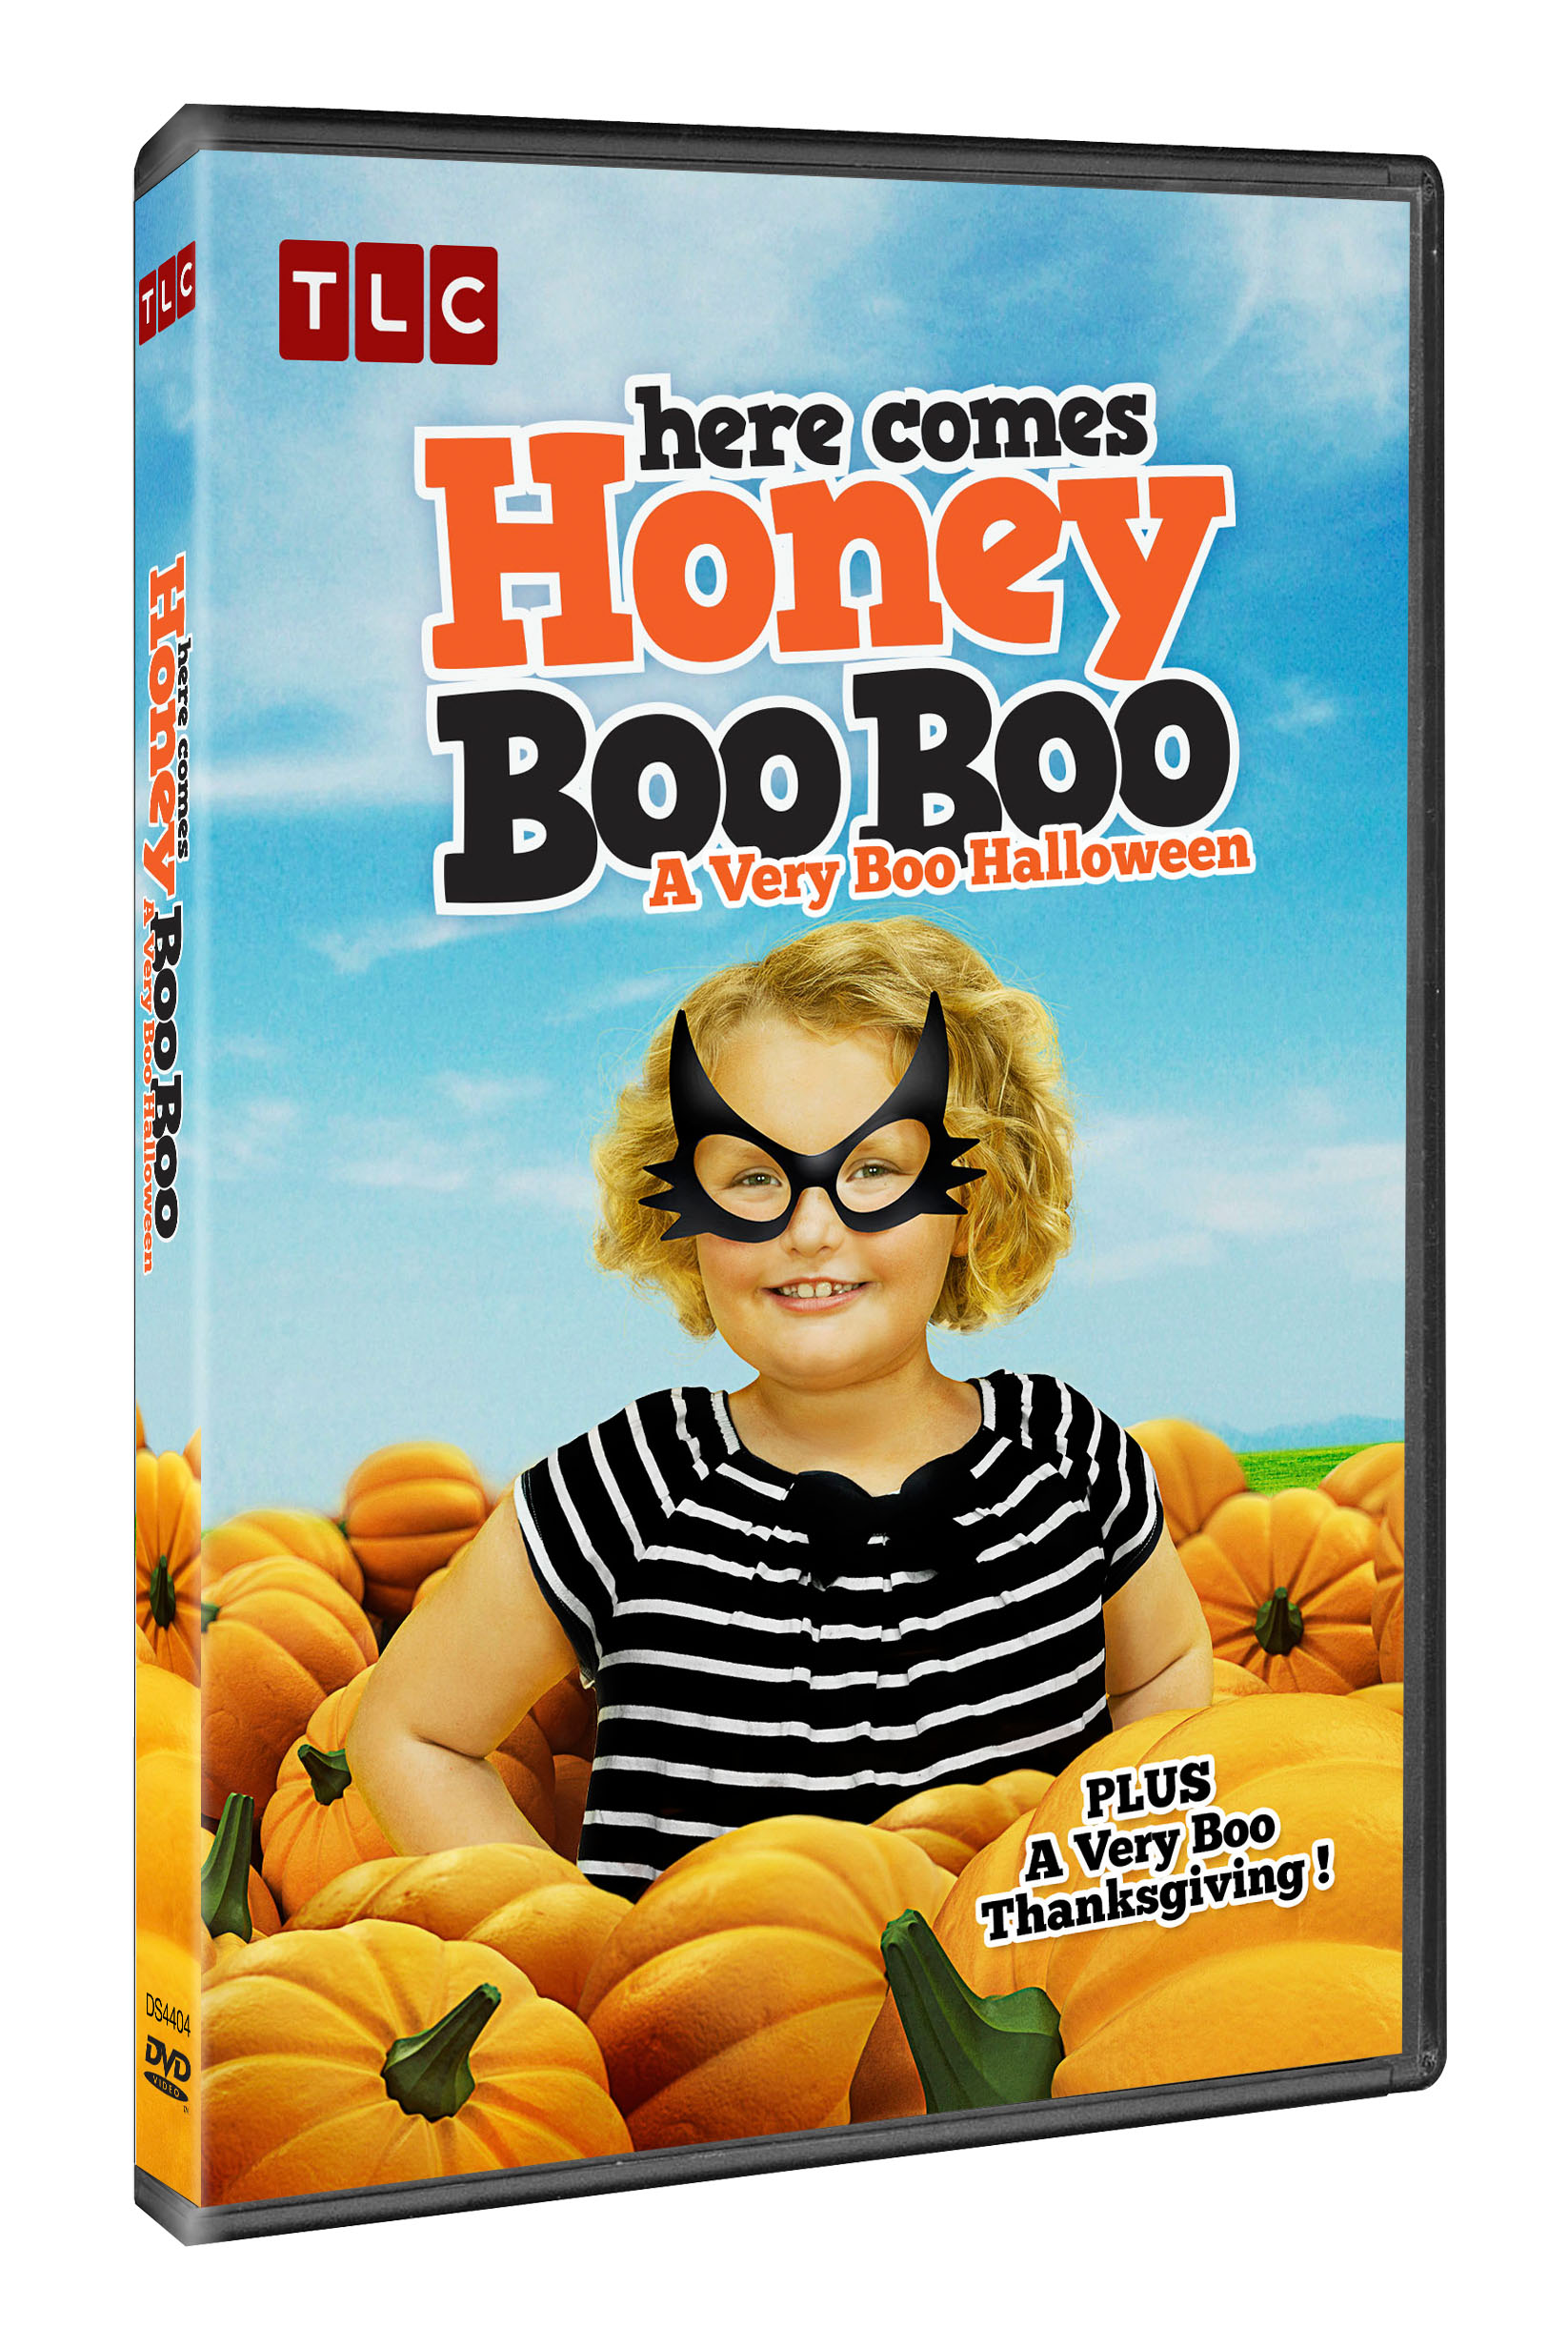 TLC
here comes
Honey
Boo Boo
A Very Boo Halloween
PLUS
A Very Boo
Thanksgiving!
TLC
here comes
Honey Boo Boo
A Very Boo Halloween
DS4404
DVD
VIDEO